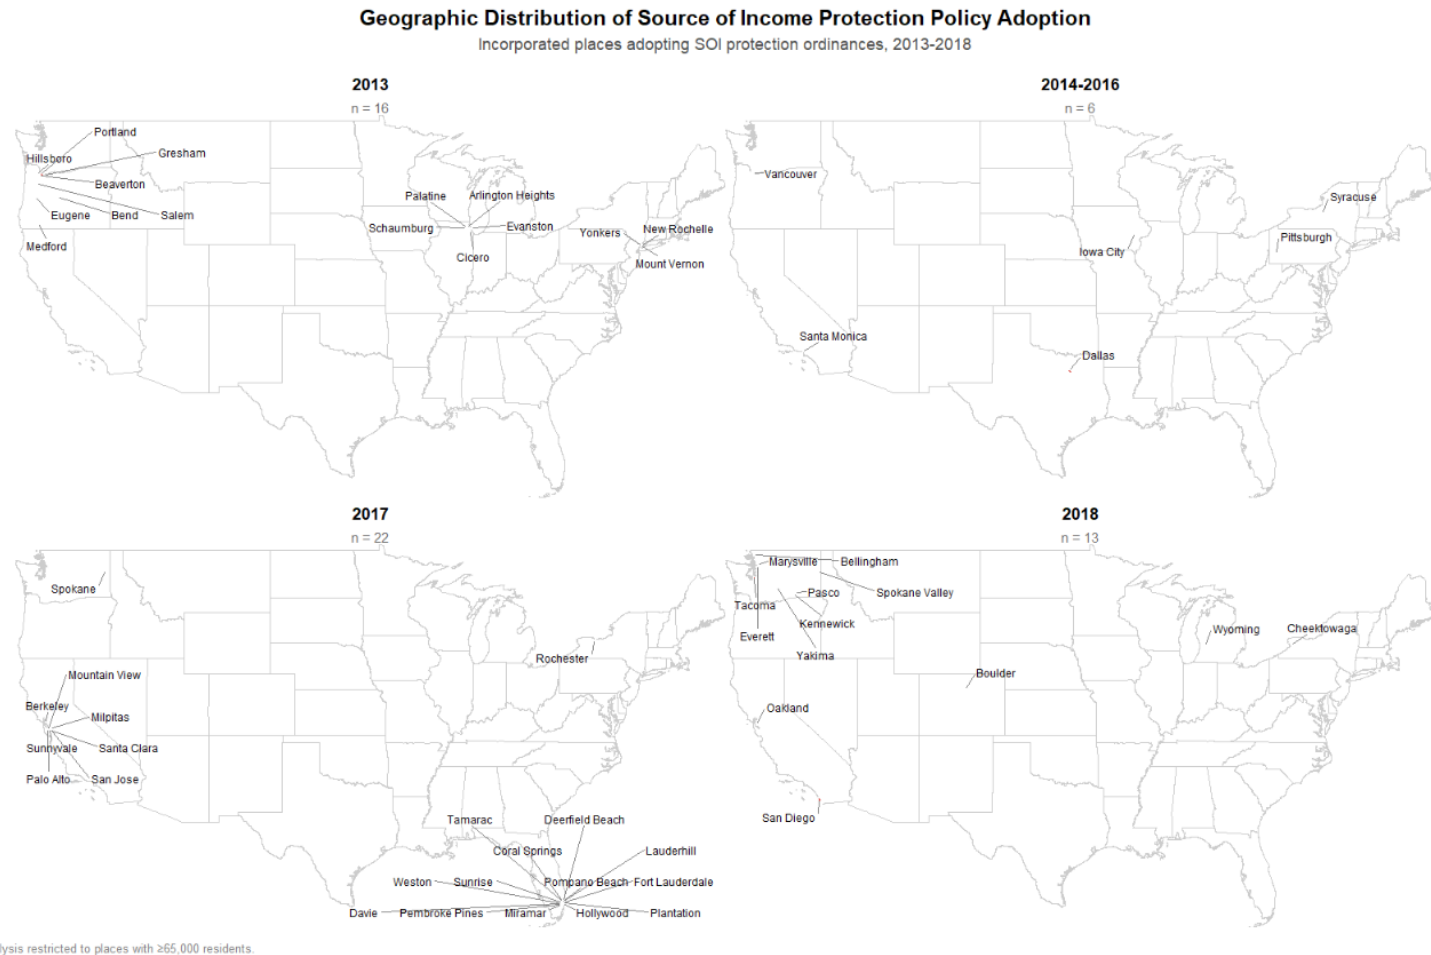 Geographic Distribution of Source of Income Protection Policy Adoption
Incorporated places adopting SOI protection ordinances, 2013-2018
2013
n = 16
Portland
Hillsboro
Gresham
Beaverton
Eugene
Bend
Salem
Medford
Palatine
Arlington Heights
Schaumburg
Evanston
Cicero
Yonkers
New Rochelle
Mount Vernon
2014-2016
n = 6
Vancouver
Syracuse
Pittsburgh
Iowa City
Santa Monica
Dallas
2017
n = 22
Spokane
Rochester
Mountain View
Berkeley
Milpitas
Sunnyvale
Santa Clara
Palo Alto
San Jose
Tamarac
Deerfield Beach
Coral Springs
Lauderhill
Weston
Sunrise
Pompano Beach
Fort Lauderdale
Davie
Pembroke Pines
Miramar
Hollywood
Plantation
2018
n = 13
Marysville
Bellingham
Pasco
Spokane Valley
Tacoma
Kennewick
Everett
Yakima
Wyoming
Cheektowaga
Boulder
Oakland
San Diego
lysis restricted to places with ≥65,000 residents.